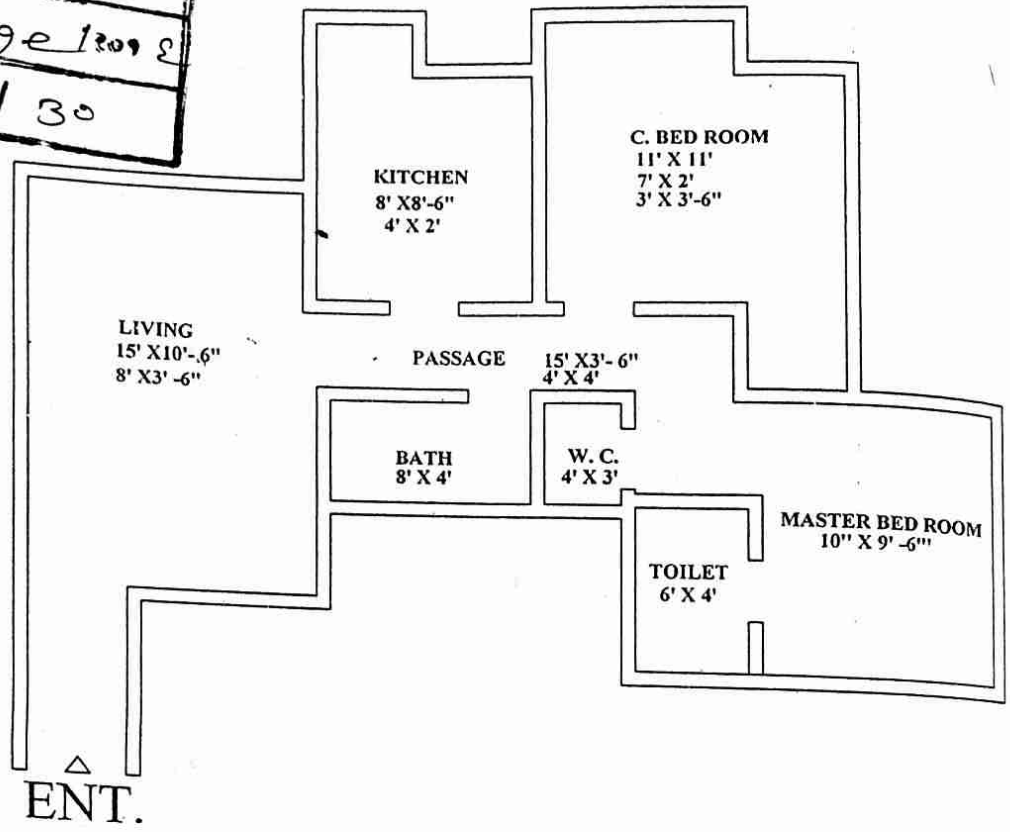 30
KITCHEN
8' X8'-6"
4' X 2'
C. BED ROOM
11' X 11'
7' X 2'
3' X 3'-6"
LIVING
15' X10'-.6"
8' X3' -6"
PASSAGE
15' X3'- 6"
4' X 4'
BATH
8' X 4'
W. C.
4' X 3'
MASTER BED ROOM
10" X 9' -6"'
TOILET
6' X 4'
ENT.